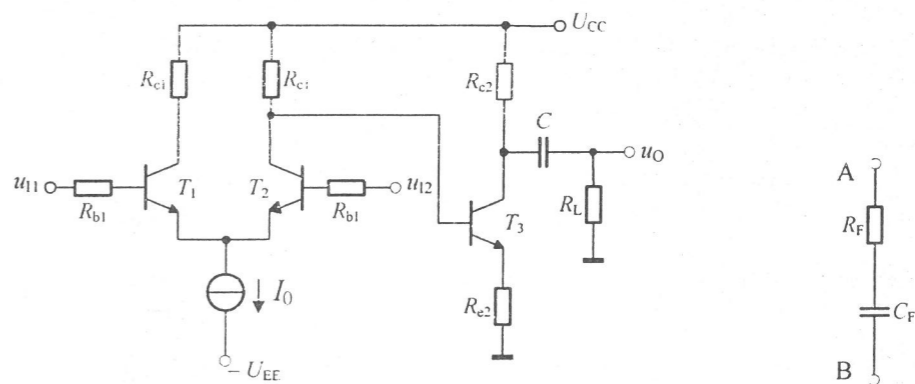 U_CC
R_c1
R_c1
R_c2
C
u_O
u_I1
R_b1
T_1
T_2
R_b1
u_I2
T_3
R_L
I_0
R_e2
-U_EE
A
R_F
C_F
B